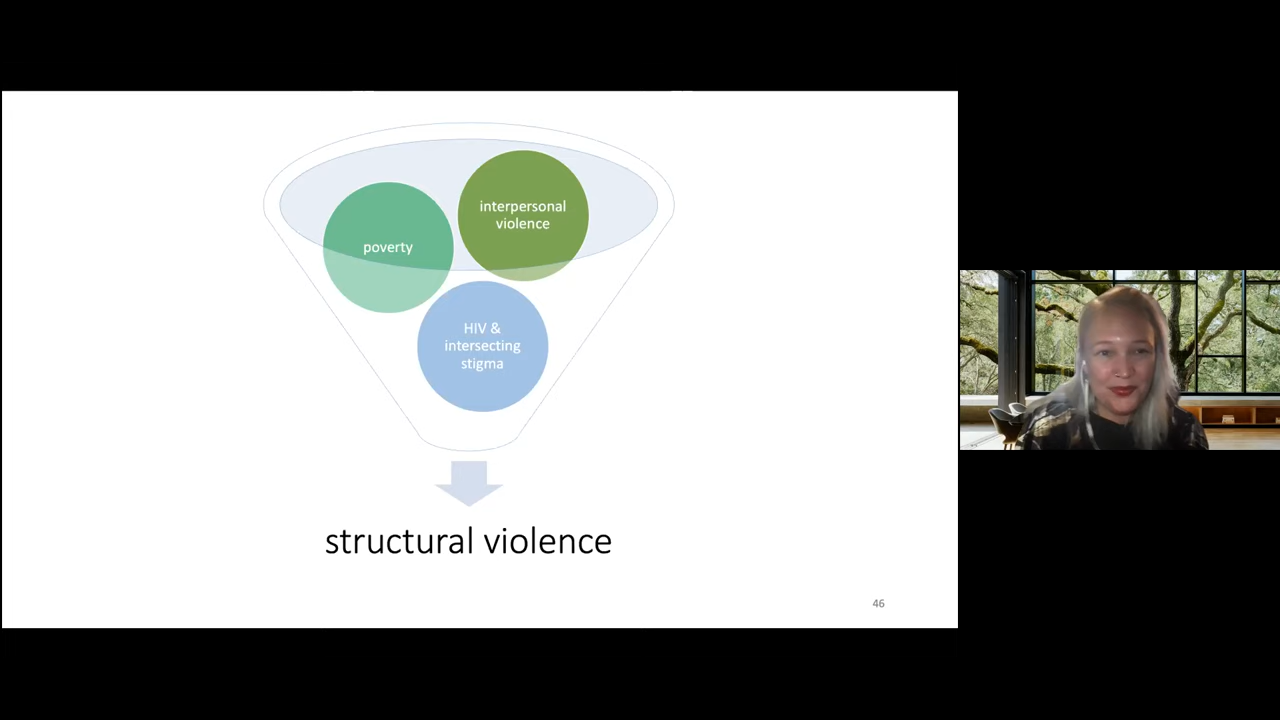 interpersonal
violence
poverty
HIV &
intersecting
stigma
structural violence
46